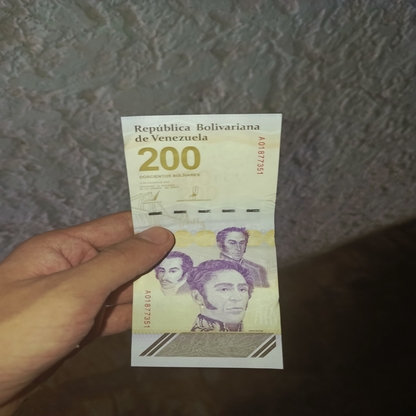 República Bolivariana
de Venezuela
200
DOSCIENTOS BOLÍVARES
A01877351
A01877351